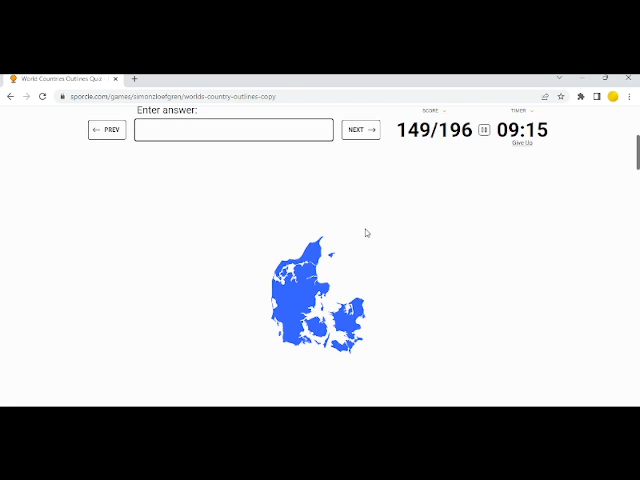 World Countries Outlines Quiz
sporcle.com/games/simonzloefgren/worlds-country-outlines-copy
Enter answer:
← PREV
NEXT →
SCORE
149/196
TIMER
09:15
Give Up